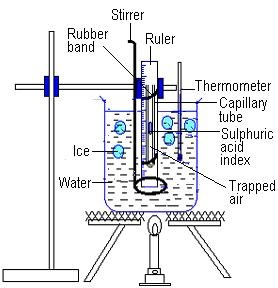 Stirrer
Rubber
band
Ruler
Thermometer
Capillary
tube
Sulphuric
acid
index
Ice
Water
Trapped
air